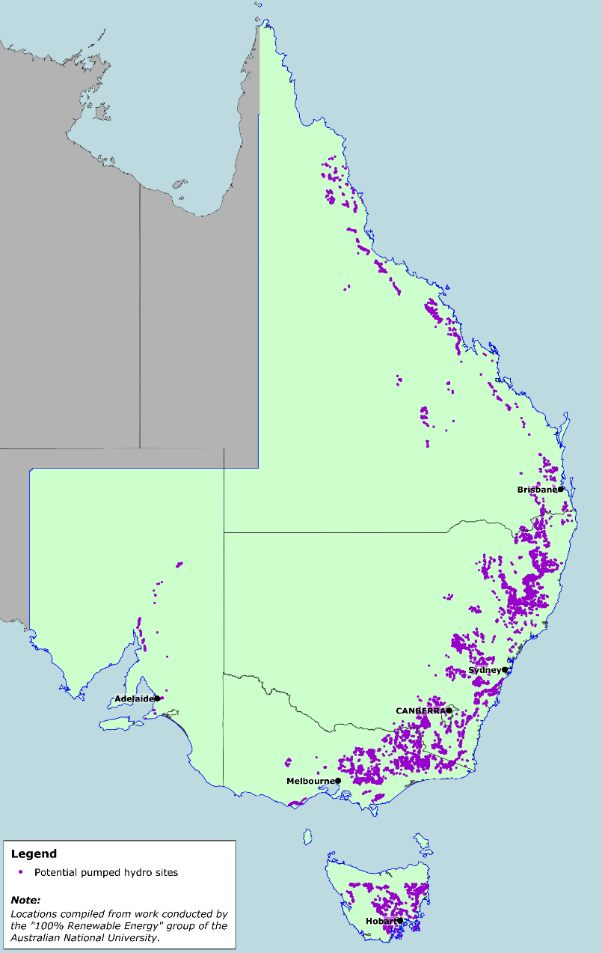 Brisbane
Sydney
Adelaide
CANBERRA
Melbourne
Legend
Potential pumped hydro sites
Note:
Locations compiled from work conducted by
the "100% Renewable Energy" group of the
Australian National University.
Hobart